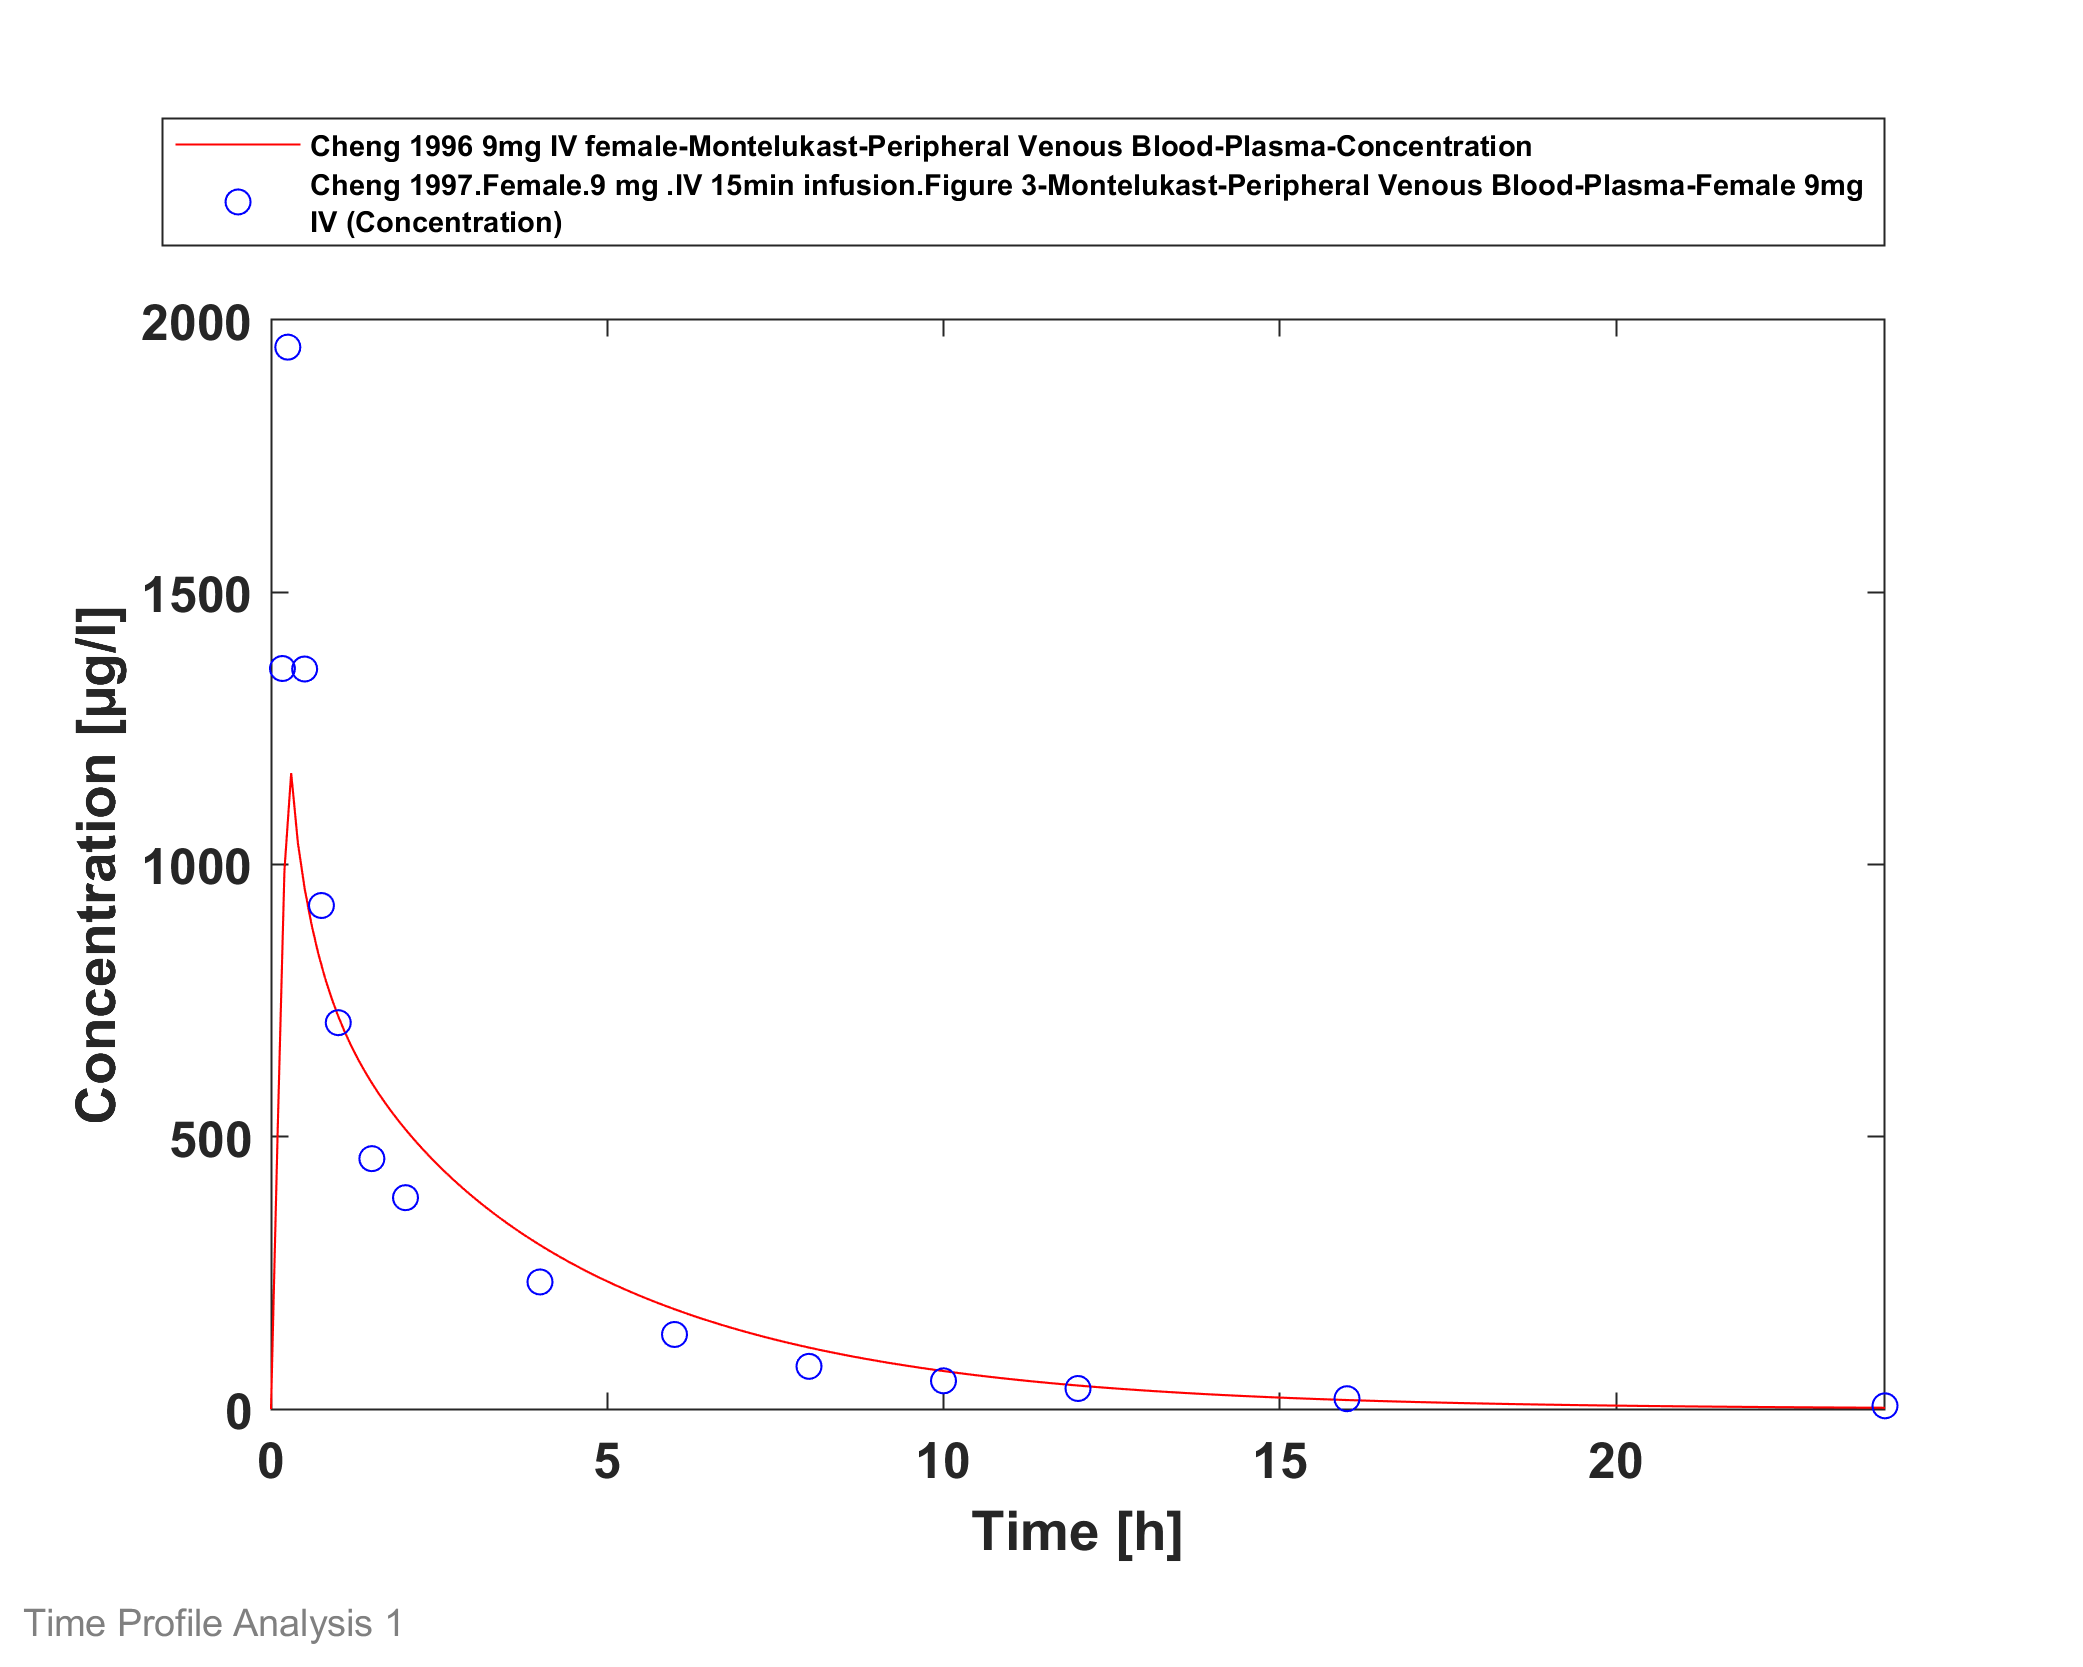 Cheng 1996 9mg IV female-Montelukast-Peripheral Venous Blood-Plasma-Concentration
Cheng 1997.Female.9 mg .IV 15min infusion.Figure 3-Montelukast-Peripheral Venous Blood-Plasma-Female 9mg
IV (Concentration)
2000
1500
1000
500
0
Concentration [µg/l]
0 5 10 15 20
Time [h]
Time Profile Analysis 1